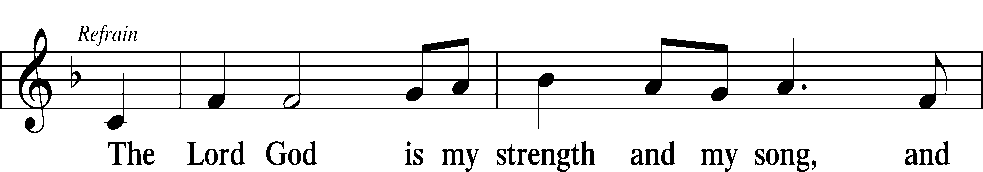 Refrain
The Lord God is my strength and my song, and